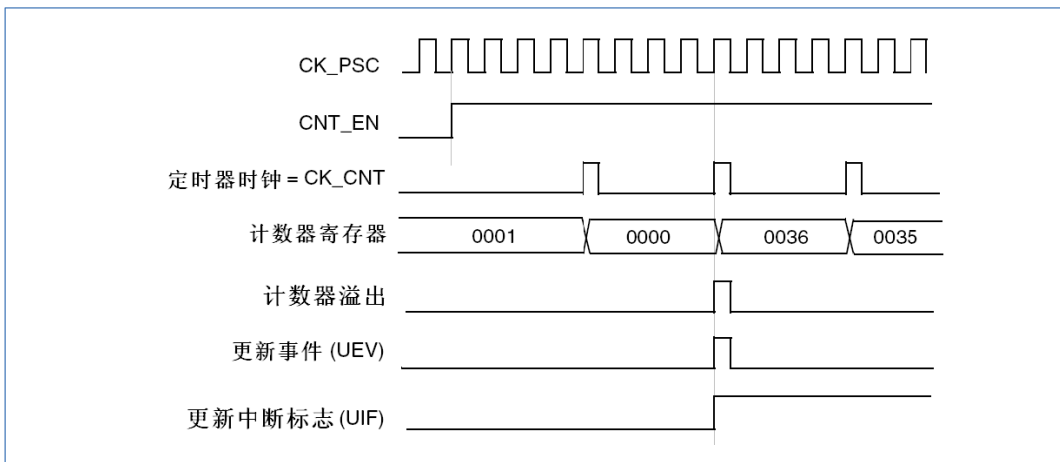 CK_PSC
CNT_EN
定时器时钟 = CK_CNT
计数器寄存器 0001 0000 0036 0035
计数器溢出
更新事件 (UEV)
更新中断标志 (UIF)